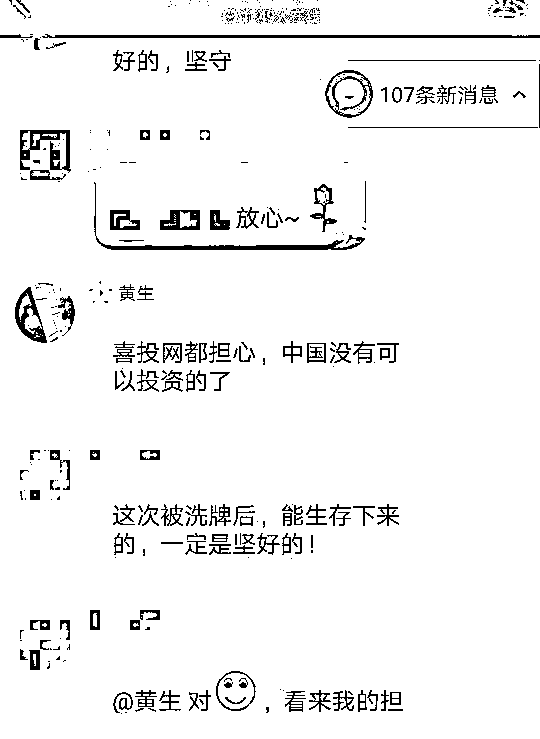 好的，坚守
107条新消息
放心~
黄生
喜投网都担心，中国没有可
以投资的了
这次被洗牌后，能生存下来
的，一定是坚好的！
@黄生 对，看来我的担